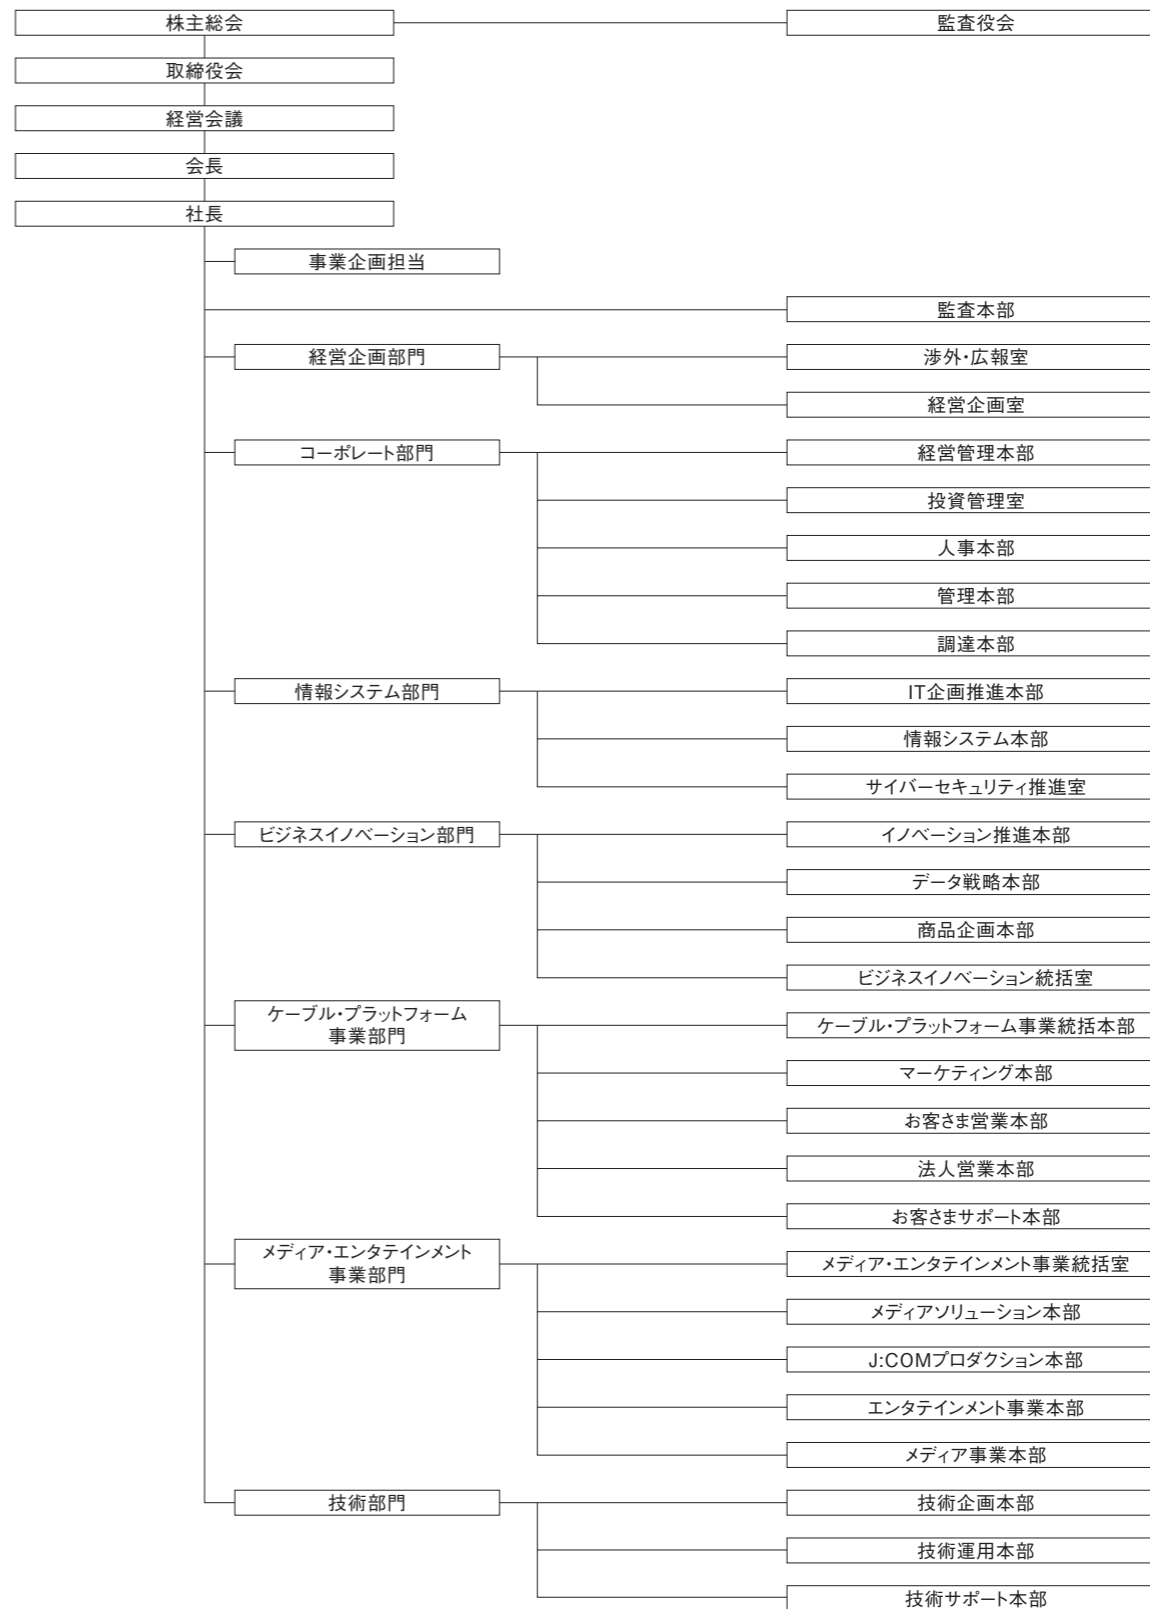 株主総会
監査役会
取締役会
経営会議
会長
社長
事業企画担当
監査本部
経営企画部門
渉外・広報室
経営企画室
コーポレート部門
経営管理本部
投資管理室
人事本部
管理本部
調達本部
情報システム部門
IT企画推進本部
情報システム本部
サイバーセキュリティ推進室
ビジネスイノベーション部門
イノベーション推進本部
データ戦略本部
商品企画本部
ビジネスイノベーション統括室
ケーブル・プラットフォーム
事業部門
ケーブル・プラットフォーム事業統括本部
マーケティング本部
お客さま営業本部
法人営業本部
お客さまサポート本部
メディア・エンタテインメント
事業部門
メディア・エンタテインメント事業統括室
メディアソリューション本部
J:COMプロダクション本部
エンタテインメント事業本部
メディア事業本部
技術部門
技術企画本部
技術運用本部
技術サポート本部